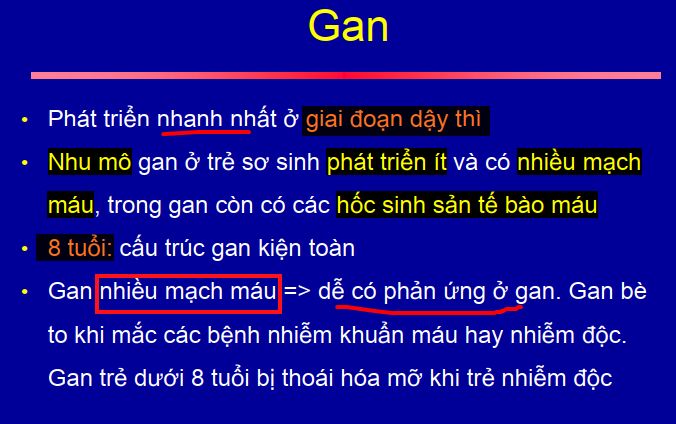 Gan
• Phát triển nhanh nhất ở giai đoạn dậy thì
• Nhu mô gan ở trẻ sơ sinh phát triển ít và có nhiều mạch
máu, trong gan còn có các hốc sinh sản tế bào máu
• 8 tuổi: cấu trúc gan kiện toàn
• Gan nhiều mạch máu => dễ có phản ứng ở gan. Gan bè
to khi mắc các bệnh nhiễm khuẩn máu hay nhiễm độc.
Gan trẻ dưới 8 tuổi bị thoái hóa mỡ khi trẻ nhiễm độc